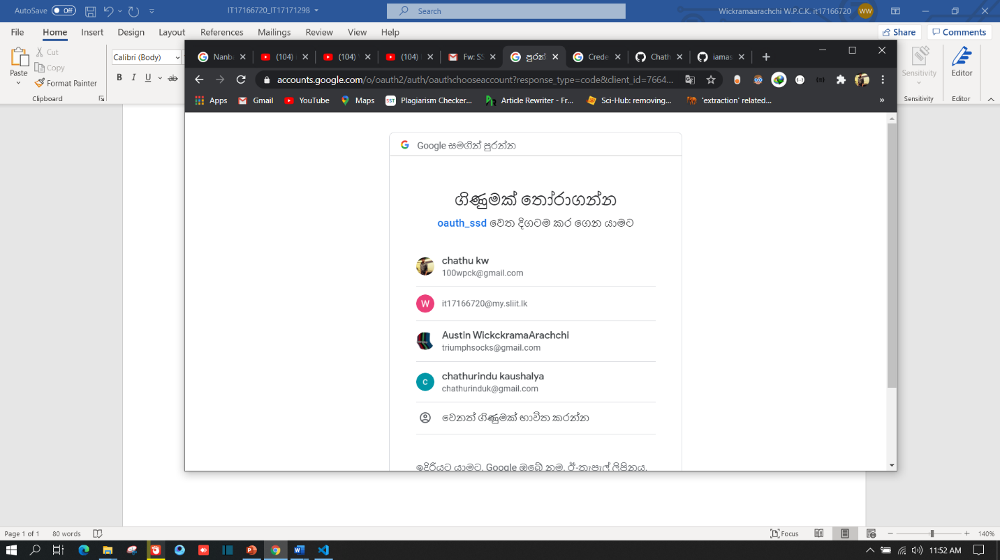 AutoSave Off
IT17166720_IT17171298
Search
Wickramaarachchi W.P.C.K. it17166720 WW
File Home Insert Design Layout References Mailings Review View Help
Share Comments
Paste
Cut
Copy
Format Painter
Clipboard
Calibri (Body)
B I U ab
Sensitivity
Sensitivity
Editor
Editor
(104)
(104)
(104)
Fw: SS
Crede
Chath
iamas
accounts.google.com/o/oauth2/auth/oauthchooseaccount?response_type=code&client_id=7664...
Apps Gmail YouTube Maps SST Plagiarism Checker... Article Rewriter - Fr... Sci-Hub: removing... 'extraction' related... »
Google සමගින් පුරන්න
ගිණුමක් තෝරාගන්න
oauth_ssd වෙත දිගටම කර ගෙන යාමට
chathu kw
100wpck@gmail.com
W
it17166720@my.sliit.lk
Austin WickckramaArachchi
triumphsocks@gmail.com
c
chathurindu kaushalya
chathurinduk@gmail.com
වෙනත් ගිණුමක් භාවිත කරන්න
ඉදිරියට යාමට, Google ඔබේ නම, ඊ-තැපැල් ලිපිනය,
Page 1 of 1 80 words
Focus
140%
11:52 AM